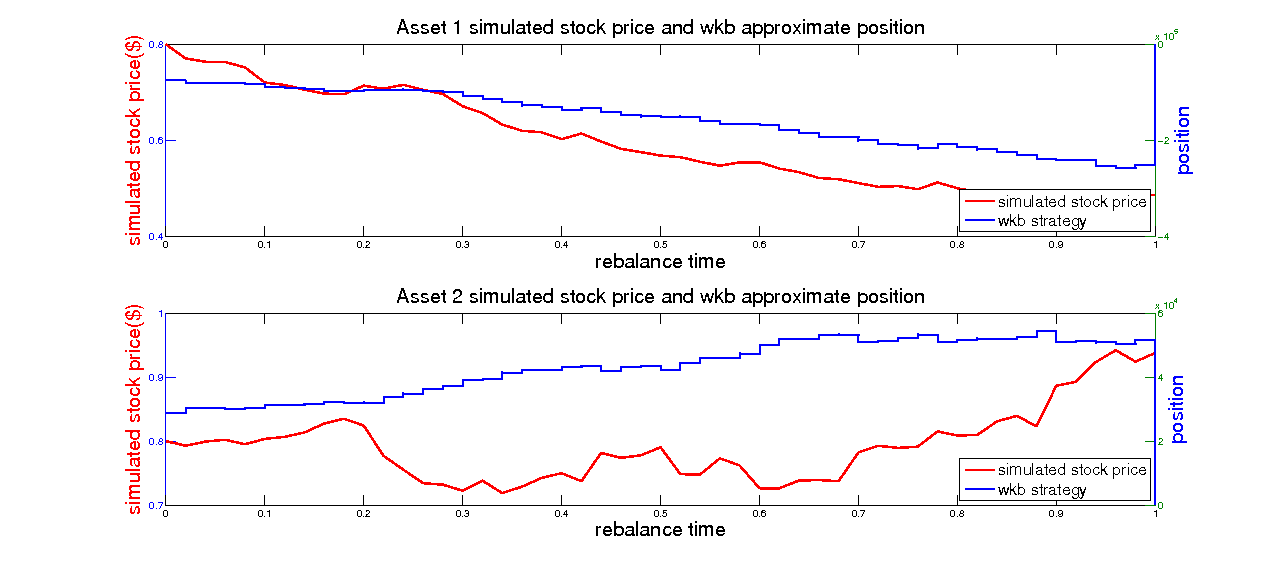 Asset 1 simulated stock price and wkb approximate position
x 10^5
0.8
0.6
0.4
simulated stock price($)
0
−2
−4
position
simulated stock price
wkb strategy
0 0.1 0.2 0.3 0.4 0.5 0.6 0.7 0.8 0.9 1
rebalance time
Asset 2 simulated stock price and wkb approximate position
x 10^4
1
0.9
0.8
0.7
simulated stock price($)
6
4
2
0
position
simulated stock price
wkb strategy
0 0.1 0.2 0.3 0.4 0.5 0.6 0.7 0.8 0.9 1
rebalance time